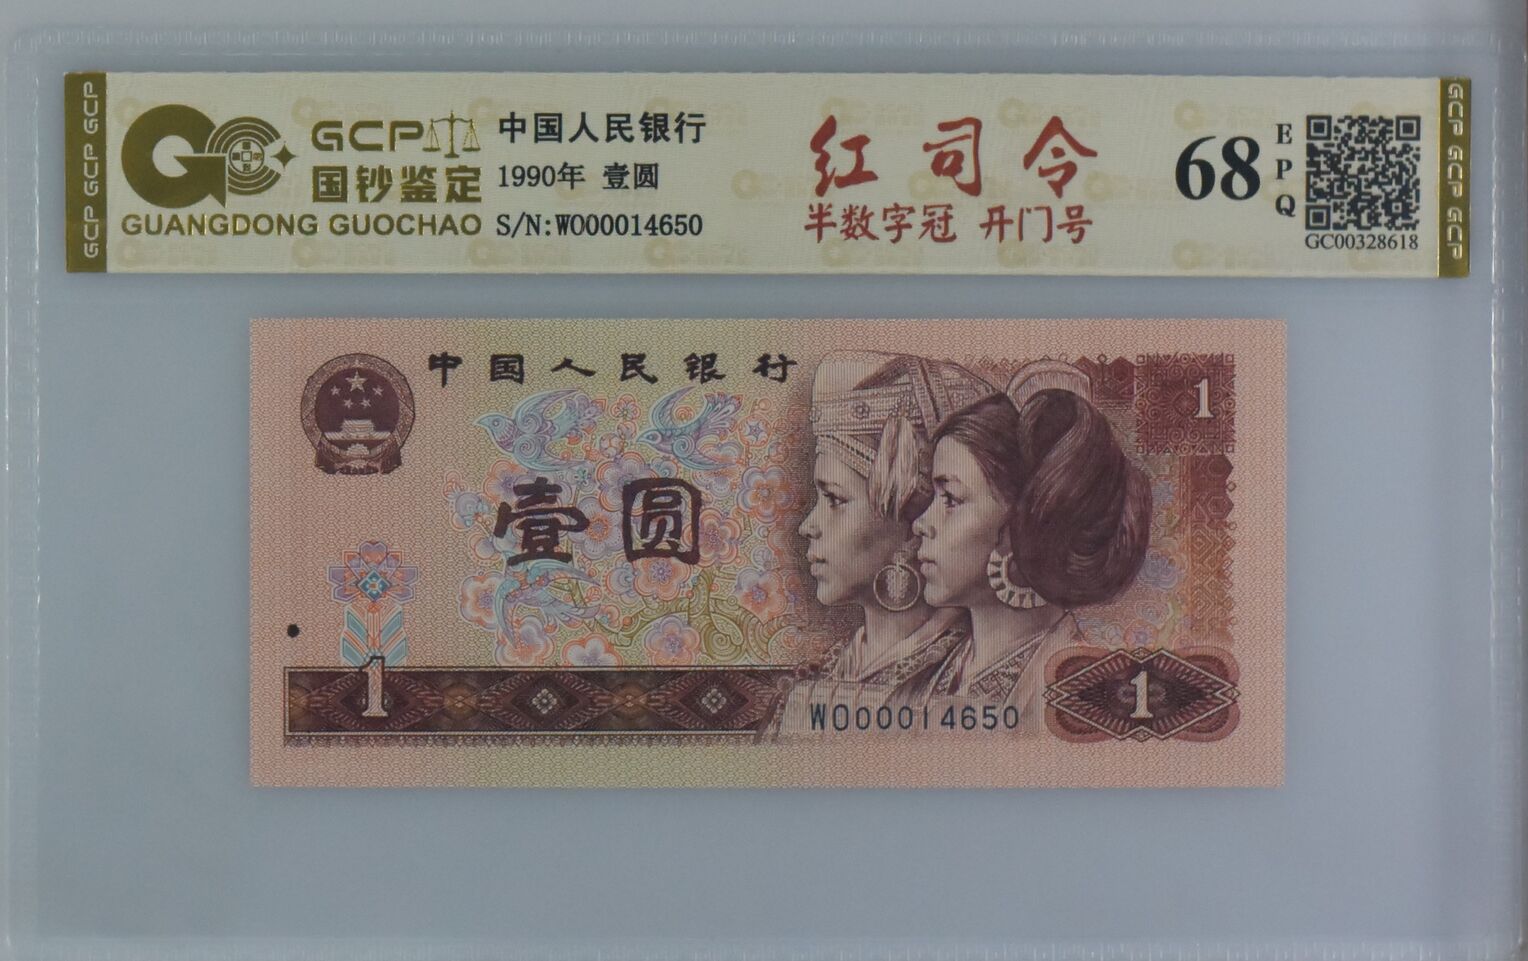 GCP GCP GCP
GCP
国钞鉴定
GUANGDONG GUOCHAO
中国人民银行
1990年 壹圆
S/N:WO00014650
红司令
半数字冠 开门号
68
EPQ
GC00328618
GCP GCP GCP
中国人民银行
1
壹圆
1
WO00014650
1